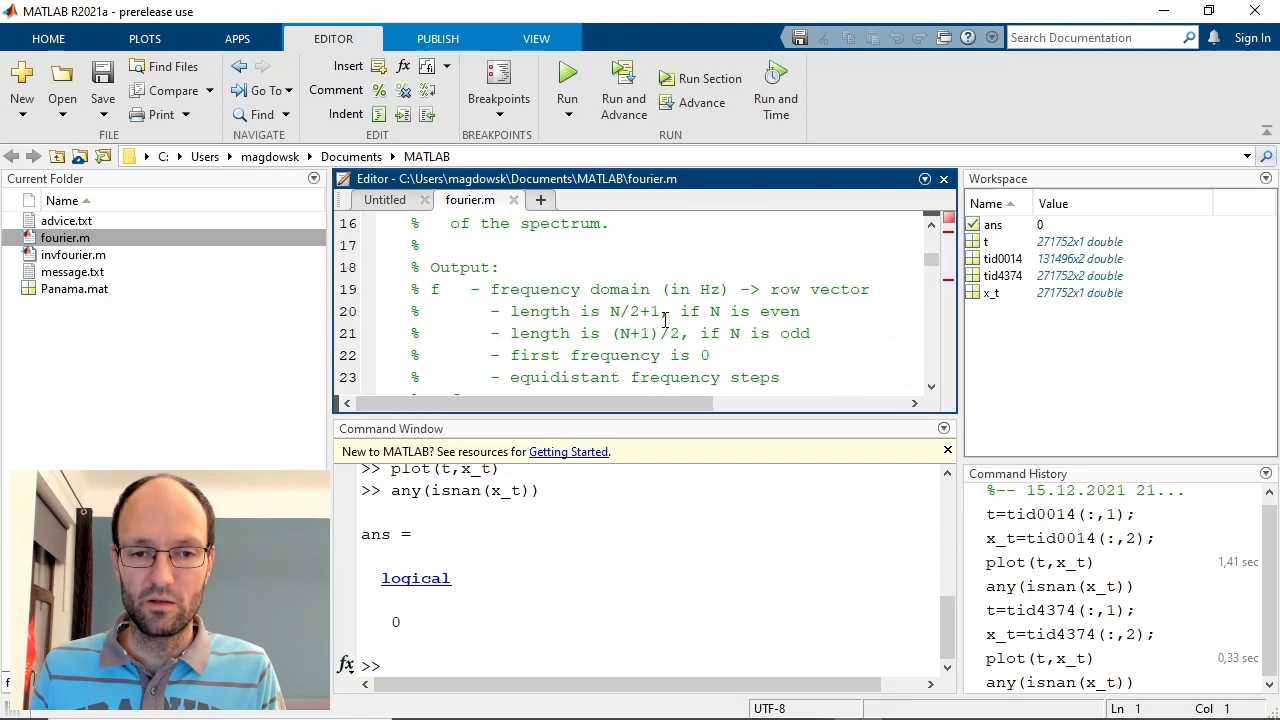 MATLAB R2021a - prerelease use
HOME PLOTS APPS EDITOR PUBLISH VIEW
Search Documentation
Sign In
New Open Save
Find Files
Compare
Print
FILE
Go To
Find
NAVIGATE
Insert
Comment
Indent
EDIT
Breakpoints
BREAKPOINTS
Run
Run and Advance
Run Section
Advance
Run and Time
RUN
C: Users magdowsk Documents MATLAB
Current Folder
Name
advice.txt
fourier.m
invfourier.m
message.txt
Panama.mat
Editor - C:\Users\magdowsk\Documents\MATLAB\fourier.m
Untitled fourier.m
16 % of the spectrum.
17 %
18 % Output:
19 % f - frequency domain (in Hz) -> row vector
20 % - length is N/2+1, if N is even
21 % - length is (N+1)/2, if N is odd
22 % - first frequency is 0
23 % - equidistant frequency steps
Command Window
New to MATLAB? See resources for Getting Started.
>> plot(t,x_t)
>> any(isnan(x_t))
ans =
logical
0
fx >>
Workspace
Name Value
ans 0
t 271752x1 double
tid0014 131496x2 double
tid4374 271752x2 double
x_t 271752x1 double
Command History
%-- 15.12.2021 21...
t=tid0014(:,1);
x_t=tid0014(:,2);
plot(t,x_t) 1,41 sec
any(isnan(x_t))
t=tid4374(:,1);
x_t=tid4374(:,2);
plot(t,x_t) 0,33 sec
any(isnan(x_t))
UTF-8
Ln 1 Col 1